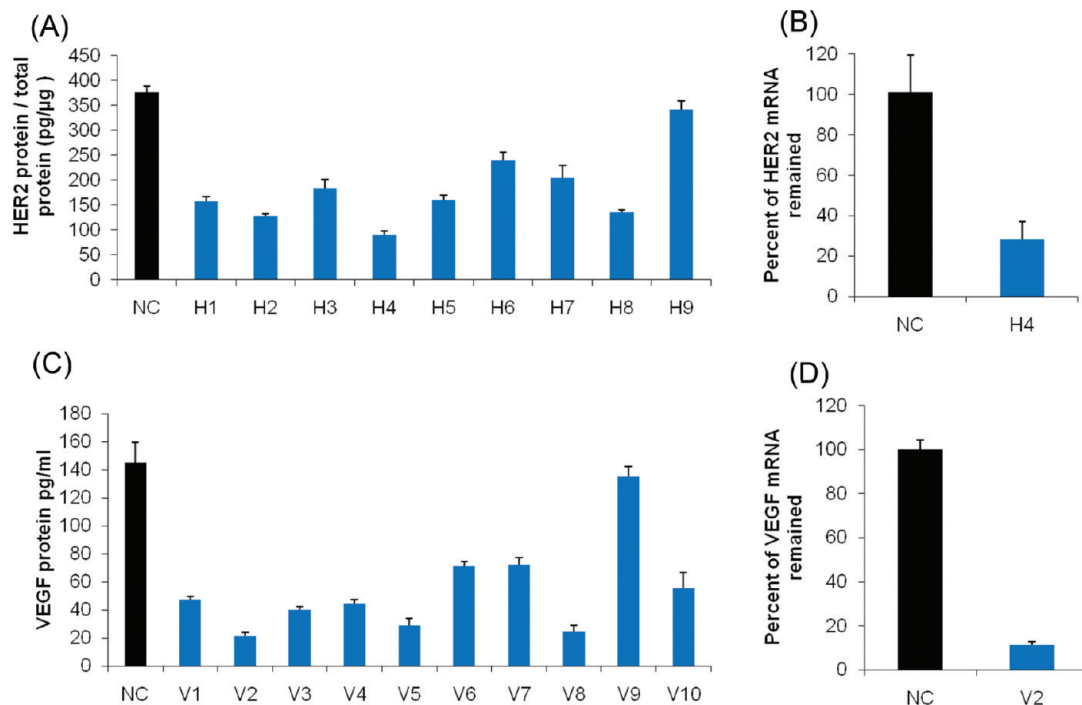 (A)
HER2 protein / total
protein (pg/µg)
450
400
350
300
250
200
150
100
50
0
NC H1 H2 H3 H4 H5 H6 H7 H8 H9
(B)
Percent of HER2 mRNA
remained
120
100
80
60
40
20
0
NC H4
(C)
VEGF protein pg/ml
180
160
140
120
100
80
60
40
20
0
NC V1 V2 V3 V4 V5 V6 V7 V8 V9 V10
(D)
Percent of VEGF mRNA
remained
120
100
80
60
40
20
0
NC V2